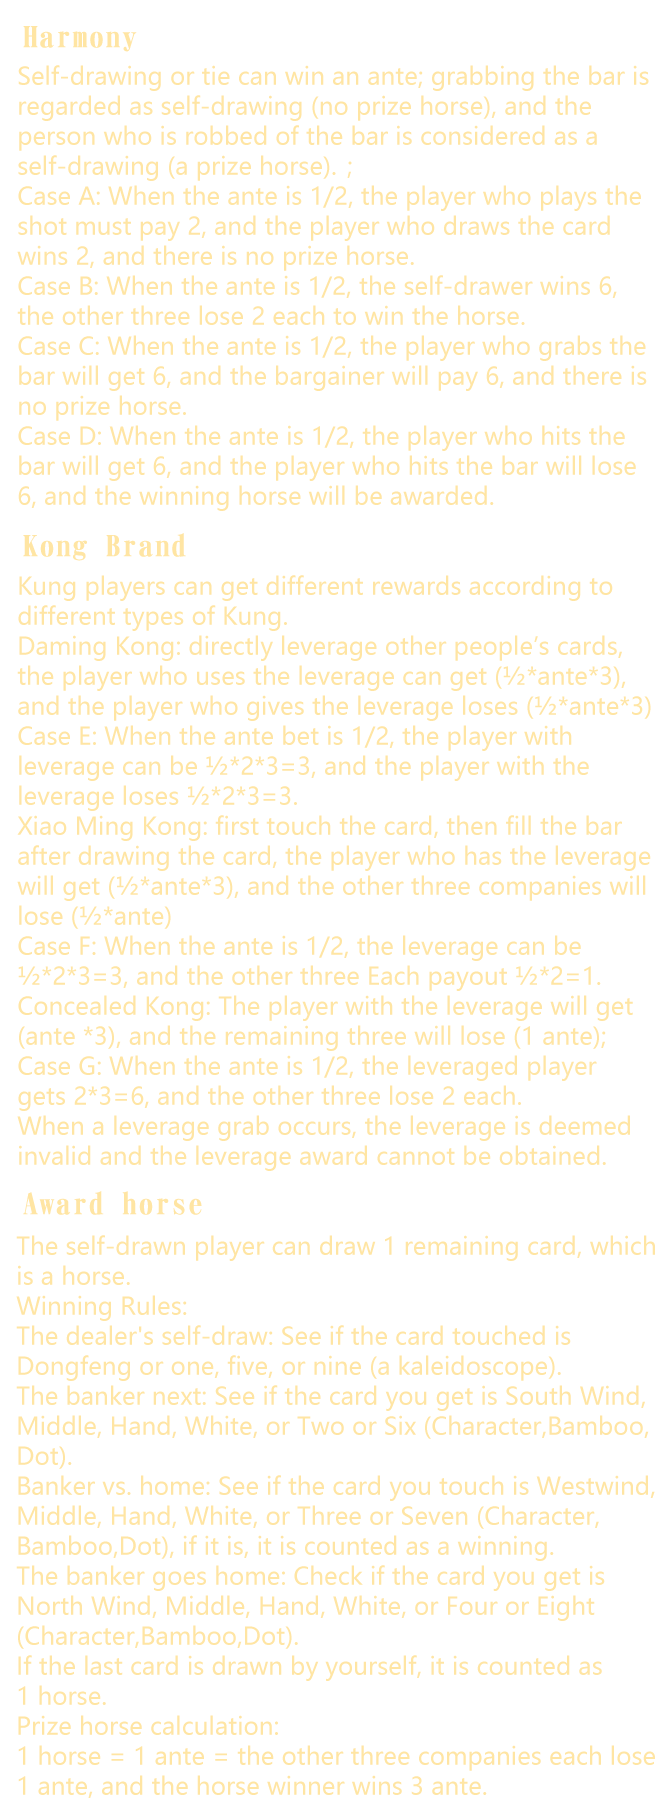 Harmony
Self-drawing or tie can win an ante; grabbing the bar is
regarded as self-drawing (no prize horse), and the
person who is robbed of the bar is considered as a
self-drawing (a prize horse). ;
Case A: When the ante is 1/2, the player who plays the
shot must pay 2, and the player who draws the card
wins 2, and there is no prize horse.
Case B: When the ante is 1/2, the self-drawer wins 6,
the other three lose 2 each to win the horse.
Case C: When the ante is 1/2, the player who grabs the
bar will get 6, and the bargainer will pay 6, and there is
no prize horse.
Case D: When the ante is 1/2, the player who hits the
bar will get 6, and the player who hits the bar will lose
6, and the winning horse will be awarded.
Kong Brand
Kung players can get different rewards according to
different types of Kung.
Daming Kong: directly leverage other people's cards,
the player who uses the leverage can get (½*ante*3),
and the player who gives the leverage loses (½*ante*3)
Case E: When the ante bet is 1/2, the player with
leverage can be ½*2*3=3, and the player with the
leverage loses ½*2*3=3.
Xiao Ming Kong: first touch the card, then fill the bar
after drawing the card, the player who has the leverage
will get (½*ante*3), and the other three companies will
lose (½*ante)
Case F: When the ante is 1/2, the leverage can be
½*2*3=3, and the other three Each payout ½*2=1.
Concealed Kong: The player with the leverage will get
(ante *3), and the remaining three will lose (1 ante);
Case G: When the ante is 1/2, the leveraged player
gets 2*3=6, and the other three lose 2 each.
When a leverage grab occurs, the leverage is deemed
invalid and the leverage award cannot be obtained.
Award horse
The self-drawn player can draw 1 remaining card, which
is a horse.
Winning Rules:
The dealer's self-draw: See if the card touched is
Dongfeng or one, five, or nine (a kaleidoscope).
The banker next: See if the card you get is South Wind,
Middle, Hand, White, or Two or Six (Character,Bamboo,
Dot).
Banker vs. home: See if the card you touch is Westwind,
Middle, Hand, White, or Three or Seven (Character,
Bamboo,Dot), if it is, it is counted as a winning.
The banker goes home: Check if the card you get is
North Wind, Middle, Hand, White, or Four or Eight
(Character,Bamboo,Dot).
If the last card is drawn by yourself, it is counted as
1 horse.
Prize horse calculation:
1 horse = 1 ante = the other three companies each lose
1 ante, and the horse winner wins 3 ante.